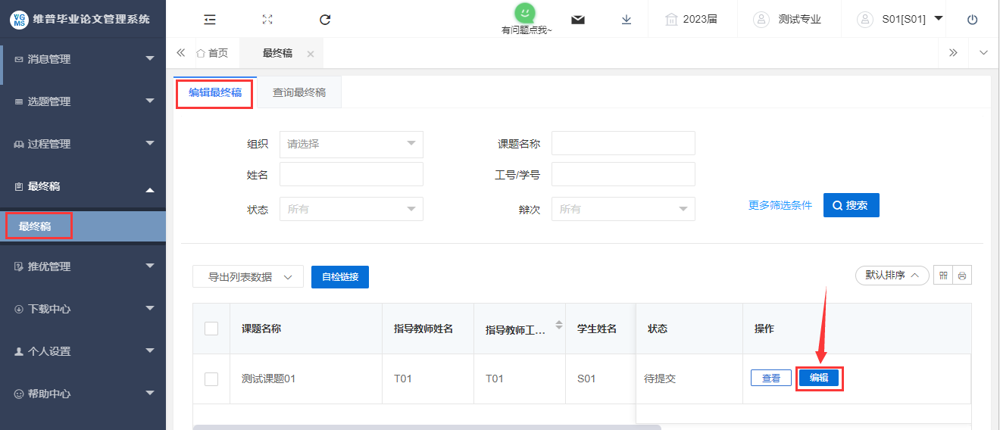 VG
MS
维普毕业论文管理系统
有问题点我~
2023届
测试专业
S01[S01]
消息管理
选题管理
过程管理
最终稿
最终稿
推优管理
下载中心
个人设置
帮助中心
首页
最终稿
编辑最终稿
查询最终稿
组织
请选择
课题名称
姓名
工号/学号
状态
所有
辩次
所有
更多筛选条件
搜索
导出列表数据
自检链接
默认排序
课题名称
指导教师姓名
指导教师工...
学生姓名
状态
操作
测试课题01
T01
T01
S01
待提交
查看
编辑